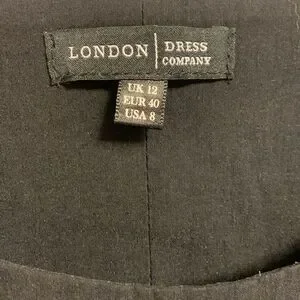 LONDON
DRESS
COMPANY
UK 12
EUR 40
USA 8